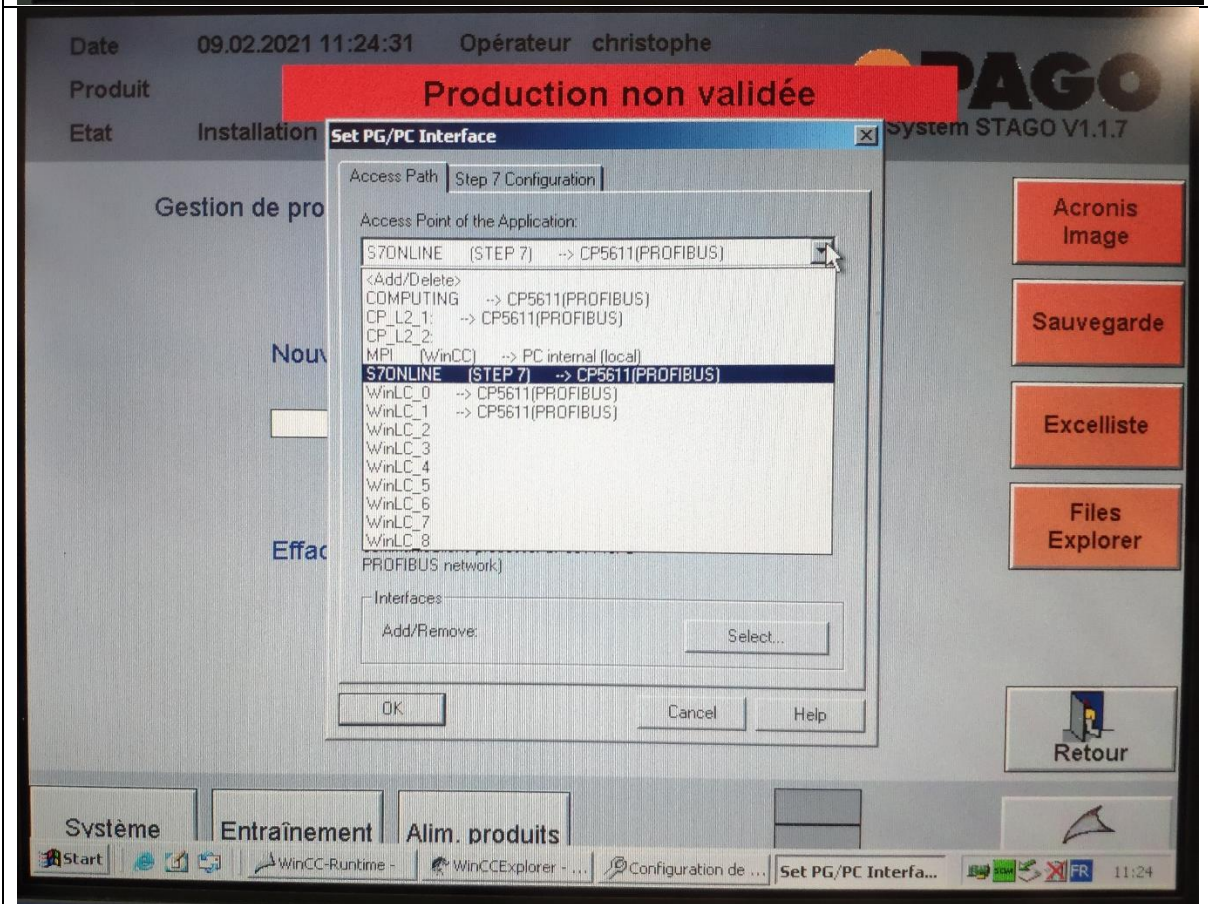 Date 09.02.2021 11:24:31 Opérateur christophe
PAGO
Produit
Production non validée
Etat Installation
System STAGO V1.1.7
Set PG/PC Interface
Access Path Step 7 Configuration
Gestion de pro
Access Point of the Application:
S7ONLINE (STEP 7) --> CP5611(PROFIBUS)
<Add/Delete>
COMPUTING --> CP5611(PROFIBUS)
CP_L2_1: --> CP5611(PROFIBUS)
CP_L2_2:
MPI (WinCC) --> PC internal (local)
S7ONLINE (STEP 7) --> CP5611(PROFIBUS)
WinLC_0 --> CP5611(PROFIBUS)
WinLC_1 --> CP5611(PROFIBUS)
WinLC_2
WinLC_3
WinLC_4
WinLC_5
WinLC_6
WinLC_7
WinLC_8
PROFIBUS network)
Interfaces
Add/Remove: Select...
OK Cancel Help
Nouv
Effac
Acronis
Image
Sauvegarde
Excelliste
Files
Explorer
Retour
Système Entraînement Alim. produits
Start WinCC-Runtime - WinCCExplorer - ... Configuration de ... Set PG/PC Interfa... FR 11:24